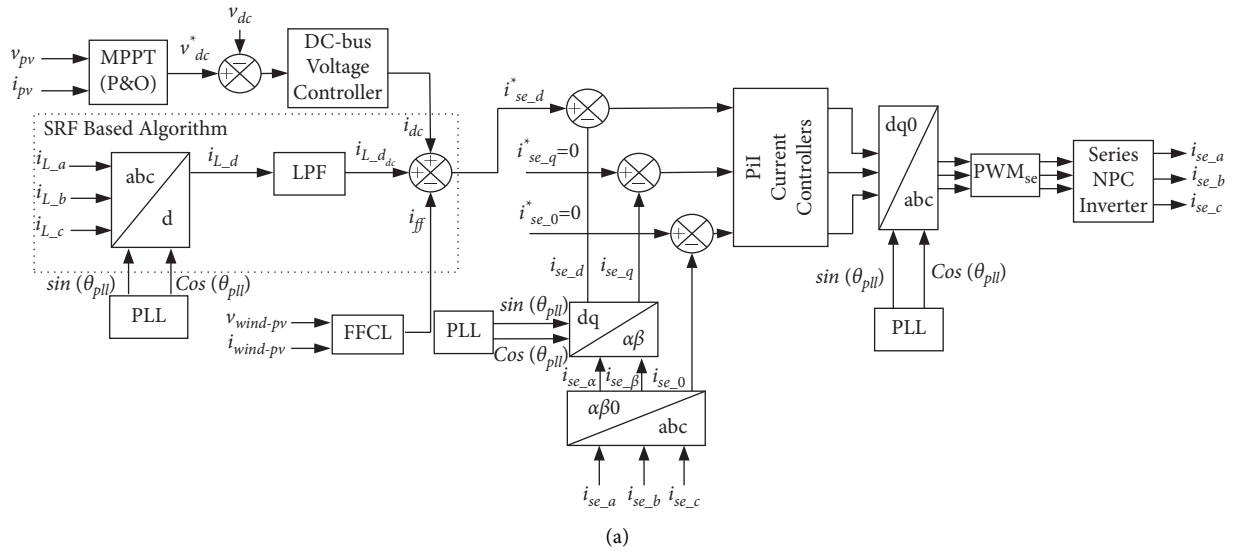 v_dc
v_pv
i_pv
MPPT
(P&O)
v*_dc
DC-bus
Voltage
Controller
SRF Based Algorithm
i_dc
i_L_a
i_L_b
i_L_c
abc
d
i_L_d
LPF
i_L_d_dc
i_ff
sin (θ_pll)
Cos (θ_pll)
PLL
v_wind-pv
i_wind-pv
FFCL
i*_se_d
i*_se_q=0
i*_se_0=0
i_se_d
i_se_q
PLL
sin (θ_pll)
Cos (θ_pll)
dq
αβ
i_se_α
i_se_β
i_se_0
αβ0
abc
i_se_a
i_se_b
i_se_c
PiI
Current
Controllers
dq0
abc
sin (θ_pll)
Cos (θ_pll)
PLL
PWM_se
Series
NPC
Inverter
i_se_a
i_se_b
i_se_c
(a)